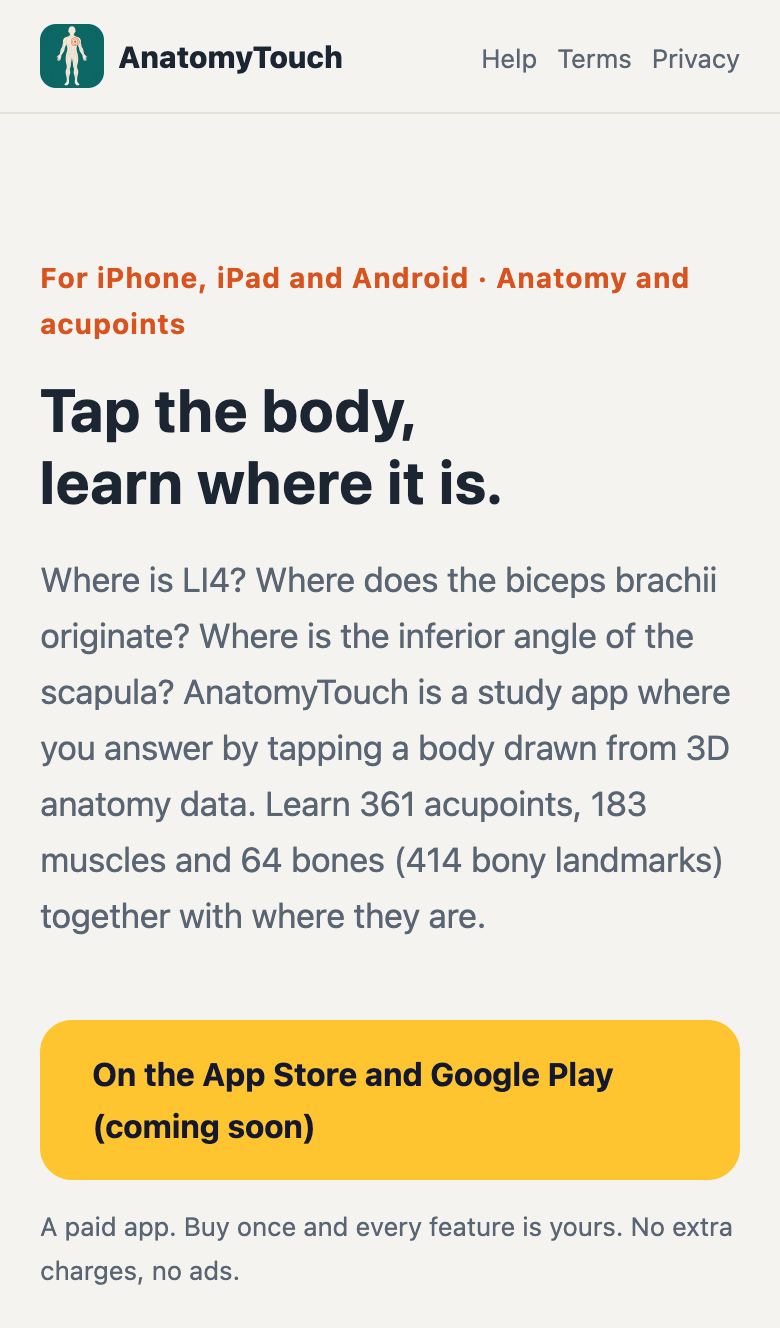 AnatomyTouch
Help Terms Privacy
For iPhone, iPad and Android · Anatomy and
acupoints
Tap the body,
learn where it is.
Where is LI4? Where does the biceps brachii
originate? Where is the inferior angle of the
scapula? AnatomyTouch is a study app where
you answer by tapping a body drawn from 3D
anatomy data. Learn 361 acupoints, 183
muscles and 64 bones (414 bony landmarks)
together with where they are.
On the App Store and Google Play
(coming soon)
A paid app. Buy once and every feature is yours. No extra
charges, no ads.